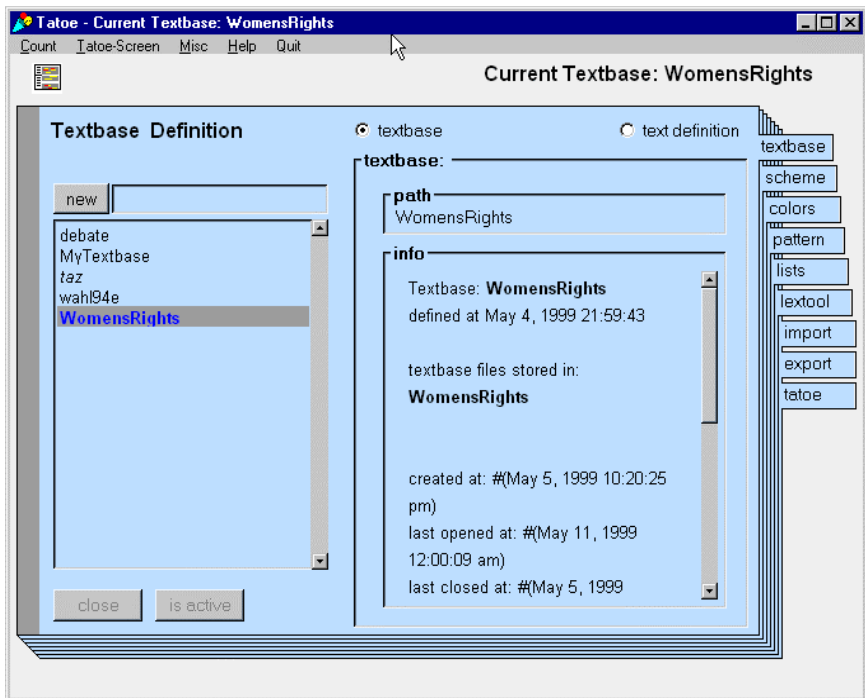 Tatoe - Current Textbase: WomensRights
Count Tatoe-Screen Misc Help Quit
Current Textbase: WomensRights
Textbase Definition
textbase
text definition
new
debate
MyTextbase
taz
wahl94e
WomensRights
close
is active
textbase:
path
WomensRights
info
Textbase: WomensRights
defined at May 4, 1999 21:59:43
textbase files stored in:
WomensRights
created at: #(May 5, 1999 10:20:25
pm)
last opened at: #(May 11, 1999
12:00:09 am)
last closed at: #(May 5, 1999
textbase
scheme
colors
pattern
lists
lextool
import
export
tatoe